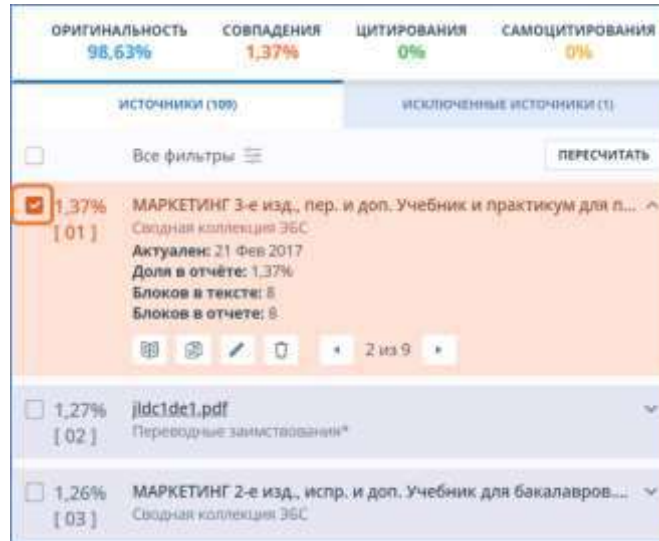 ОРИГИНАЛЬНОСТЬ СОВПАДЕНИЯ ЦИТИРОВАНИЯ САМОЦИТИРОВАНИЯ
98,63% 1,37% 0% 0%
ИСТОЧНИКИ (109) ИСКЛЮЧЕННЫЕ ИСТОЧНИКИ (1)
Все фильтры ПЕРЕСЧИТАТЬ
1,37% МАРКЕТИНГ 3-е изд., пер. и доп. Учебник и практикум для п...
[ 01 ] Сводная коллекция ЭБС
Актуален: 21 Фев 2017
Доля в отчёте: 1,37%
Блоков в тексте: 8
Блоков в отчете: 8
2 из 9
1,27% jldc1de1.pdf
[ 02 ] Переводные заимствования*
1,26% МАРКЕТИНГ 2-е изд., испр. и доп. Учебник для бакалавров....
[ 03 ] Сводная коллекция ЭБС